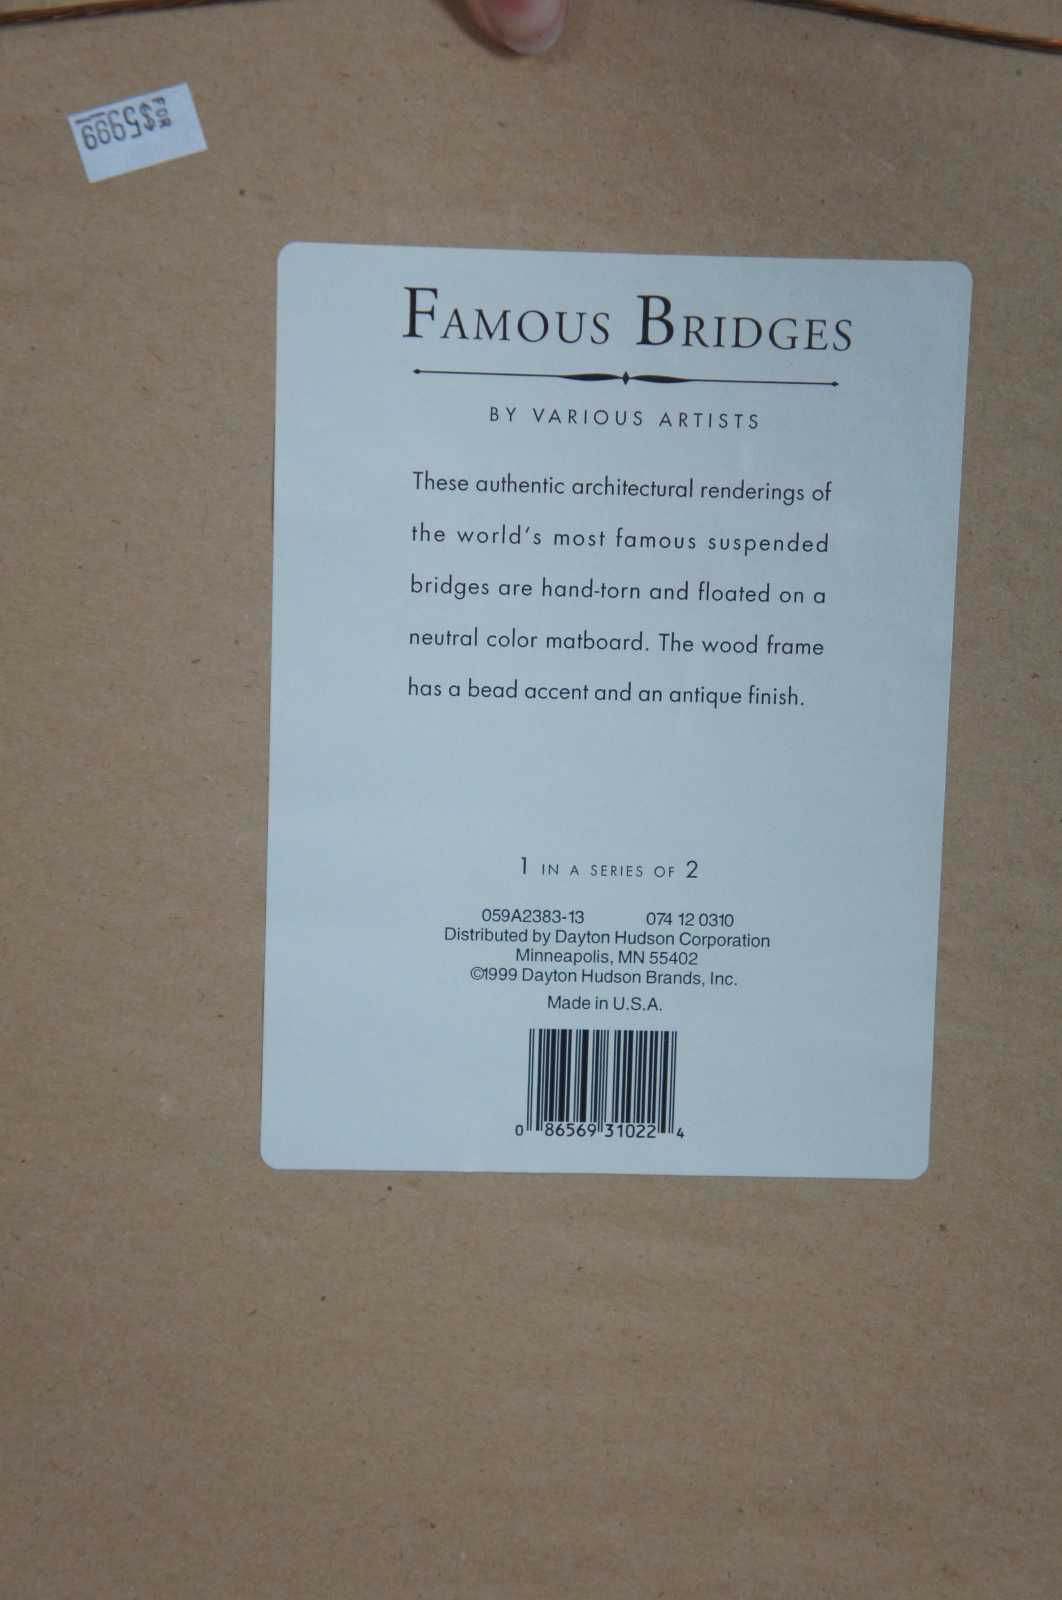 FOR $5999
FAMOUS BRIDGES
BY VARIOUS ARTISTS
These authentic architectural renderings of
the world's most famous suspended
bridges are hand-torn and floated on a
neutral color matboard. The wood frame
has a bead accent and an antique finish.
1 IN A SERIES OF 2
059A2383-13 074 12 0310
Distributed by Dayton Hudson Corporation
Minneapolis, MN 55402
©1999 Dayton Hudson Brands, Inc.
Made in U.S.A.
0 86569 31022 4